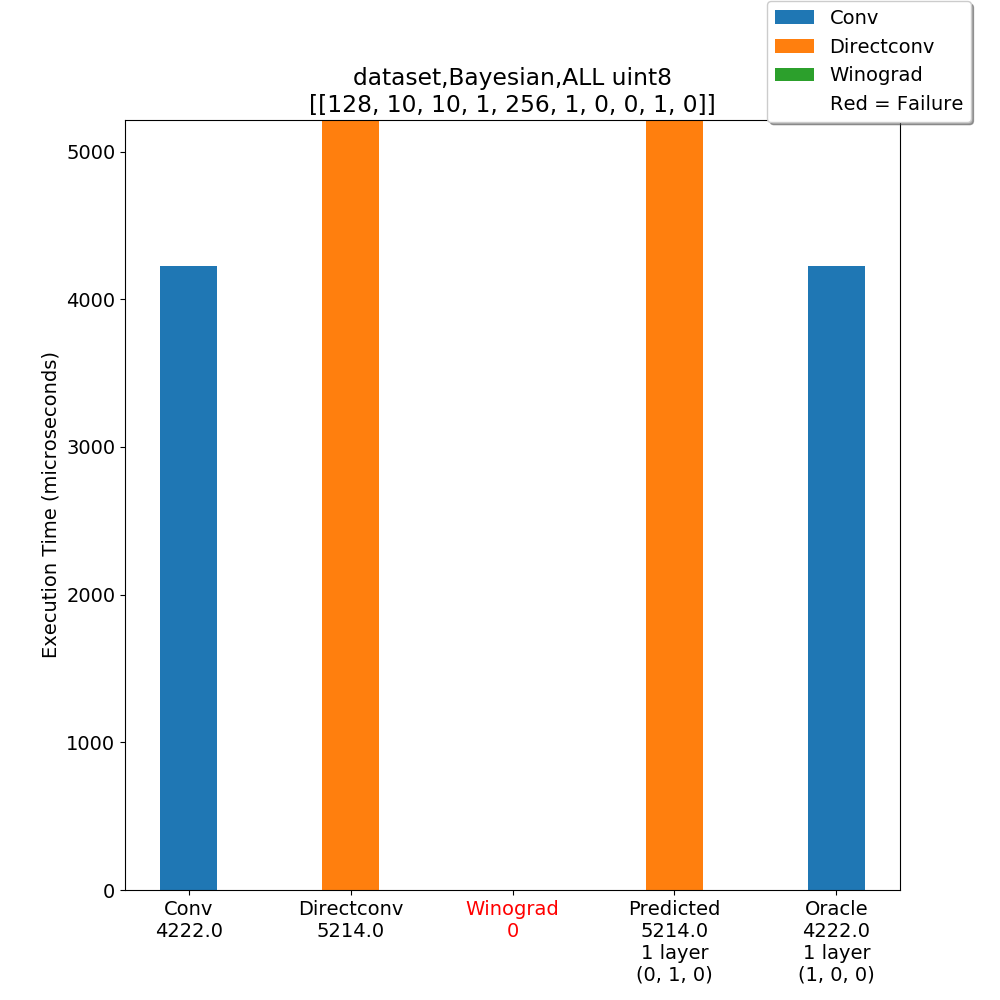 Conv
Directconv
Winograd
Red = Failure
dataset,Bayesian,ALL uint8
[[128, 10, 10, 1, 256, 1, 0, 0, 1, 0]]
Execution Time (microseconds)
5000
4000
3000
2000
1000
0
Conv
4222.0
Directconv
5214.0
Winograd
0
Predicted
5214.0
1 layer
(0, 1, 0)
Oracle
4222.0
1 layer
(1, 0, 0)